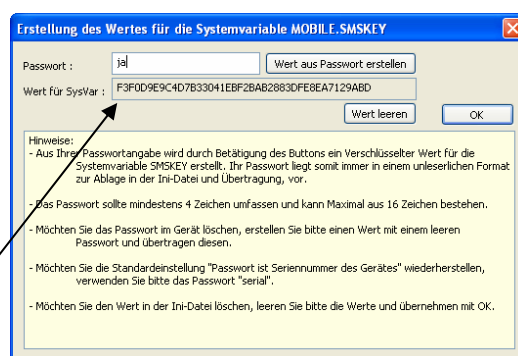 Erstellung des Wertes für die Systemvariable MOBILE.SMSKEY
Passwort : ja Wert aus Passwort erstellen
Wert für SysVar : F3F0D9E9C4D7B33041EBF2BAB2883DFE8EA7129ABD
Wert leeren OK
Hinweise:
- Aus Ihrer Passwortangabe wird durch Betätigung des Buttons ein Verschlüsselter Wert für die
Systemvariable SMSKEY erstellt. Ihr Passwort liegt somit immer in einem unleserlichen Format
zur Ablage in der Ini-Datei und Übertragung, vor.
- Das Passwort sollte mindestens 4 Zeichen umfassen und kann Maximal aus 16 Zeichen bestehen.
- Möchten Sie das Passwort im Gerät löschen, erstellen Sie bitte einen Wert mit einem leeren
Passwort und übertragen diesen.
- Möchten Sie die Standardeinstellung "Passwort ist Seriennummer des Gerätes" wiederherstellen,
verwenden Sie bitte das Passwort "serial".
- Möchten Sie den Wert in der Ini-Datei löschen, leeren Sie bitte die Werte und übernehmen mit OK.